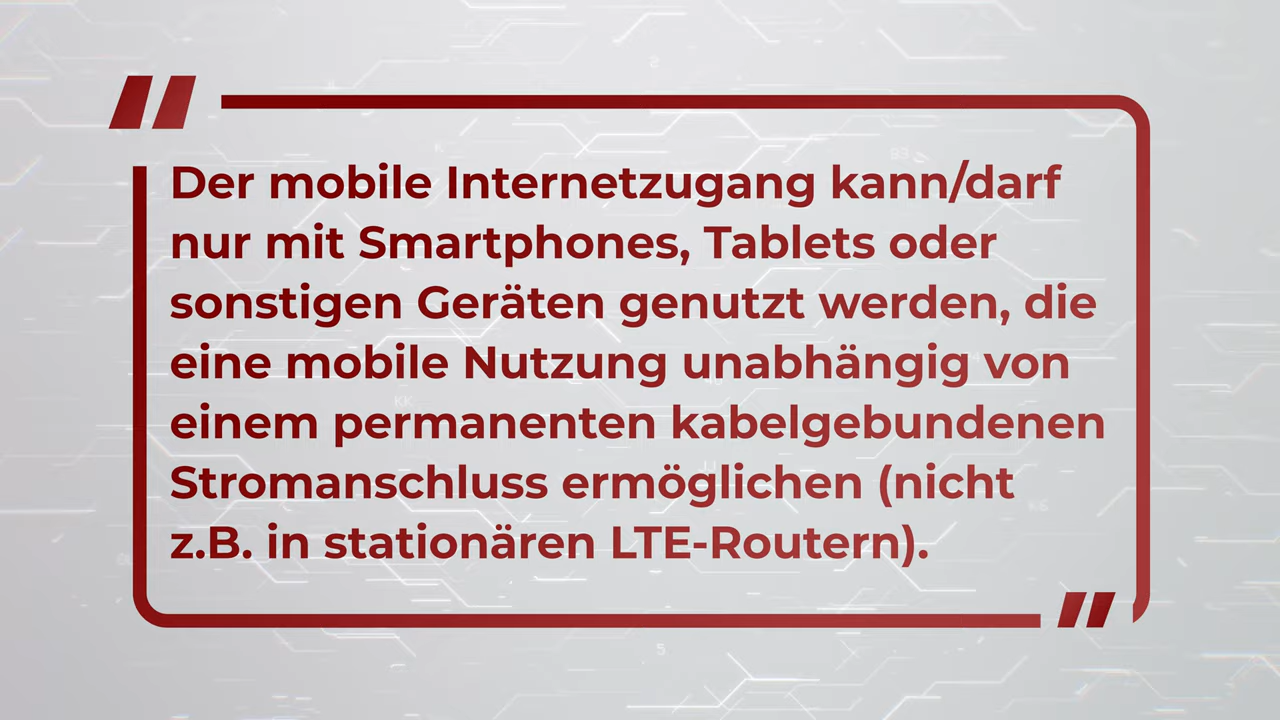 Der mobile Internetzugang kann/darf
nur mit Smartphones, Tablets oder
sonstigen Geräten genutzt werden, die
eine mobile Nutzung unabhängig von
einem permanenten kabelgebundenen
Stromanschluss ermöglichen (nicht
z.B. in stationären LTE-Routern).